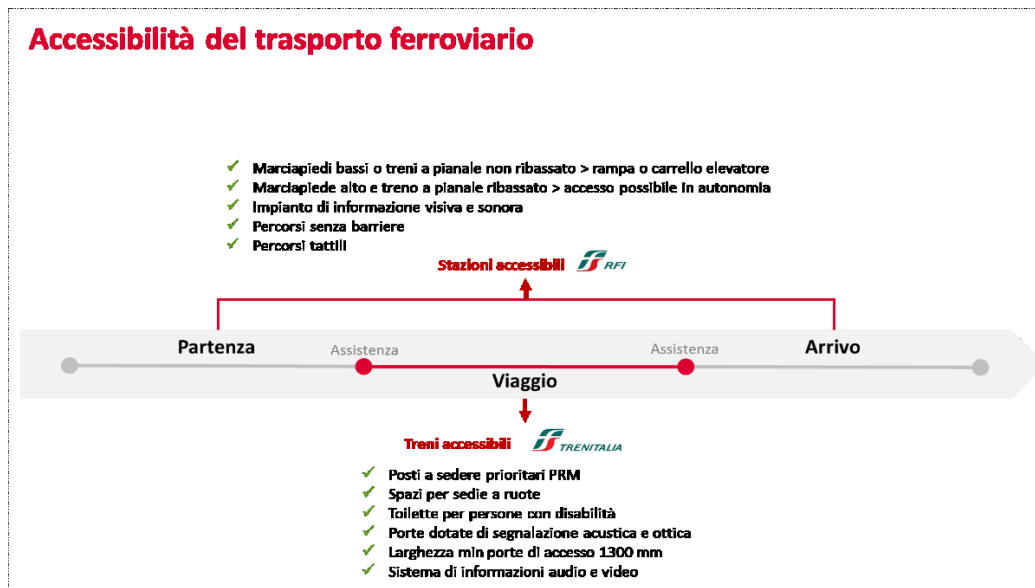 Accessibilità del trasporto ferroviario
Marciapiedi bassi o treni a pianale non ribassato > rampa o carrello elevatore
Marciapiede alto e treno a pianale ribassato > accesso possibile in autonomia
Impianto di informazione visiva e sonora
Percorsi senza barriere
Percorsi tattili
Stazioni accessibili RFI
Partenza Assistenza Assistenza Arrivo
Viaggio
Treni accessibili TRENITALIA
Posti a sedere prioritari PRM
Spazi per sedie a ruote
Toilette per persone con disabilità
Porte dotate di segnalazione acustica e ottica
Larghezza min porte di accesso 1300 mm
Sistema di informazioni audio e video